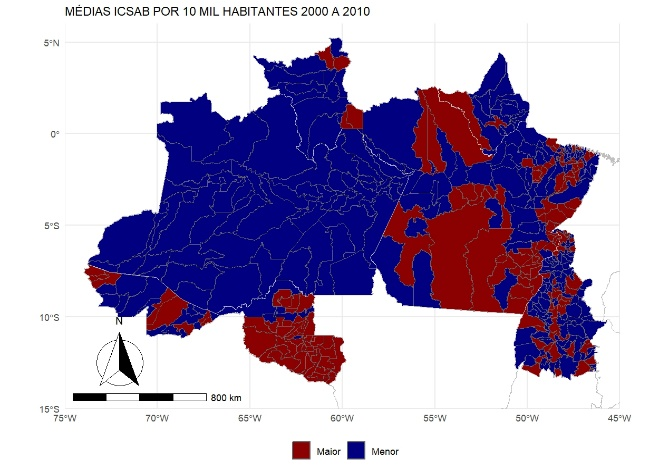 MÉDIAS ICSAB POR 10 MIL HABITANTES 2000 A 2010
5°N
0°
5°S
10°S
15°S
N
800 km
75°W 70°W 65°W 60°W 55°W 50°W 45°W
Maior Menor